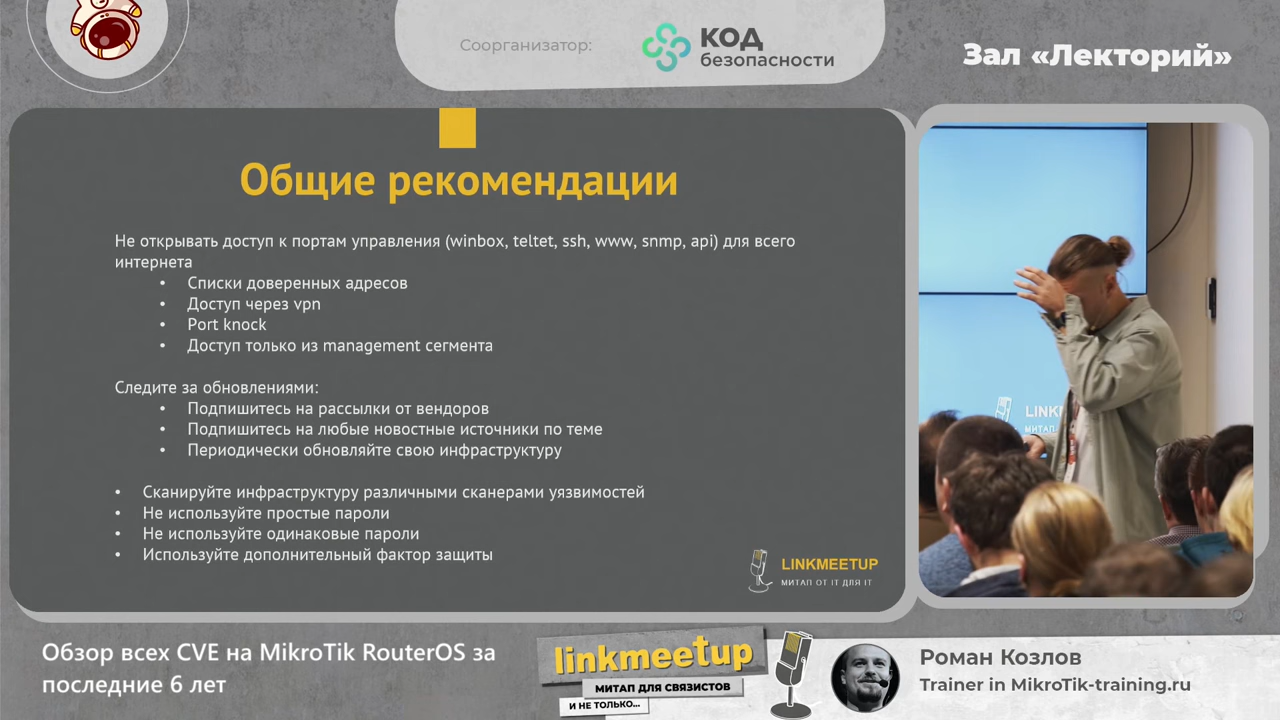 Соорганизатор:
КОД
безопасности
Зал «Лекторий»
Общие рекомендации
Не открывать доступ к портам управления (winbox, teltet, ssh, www, snmp, api) для всего
интернета
• Списки доверенных адресов
• Доступ через vpn
• Port knock
• Доступ только из management сегмента
Следите за обновлениями:
• Подпишитесь на рассылки от вендоров
• Подпишитесь на любые новостные источники по теме
• Периодически обновляйте свою инфраструктуру
• Сканируйте инфраструктуру различными сканерами уязвимостей
• Не используйте простые пароли
• Не используйте одинаковые пароли
• Используйте дополнительный фактор защиты
LINKMEETUP
МИТАП ОТ IT ДЛЯ IT
Обзор всех CVE на MikroTik RouterOS за
последние 6 лет
linkmeetup
МИТАП ДЛЯ СВЯЗИСТОВ
И НЕ ТОЛЬКО...
Роман Козлов
Trainer in MikroTik-training.ru